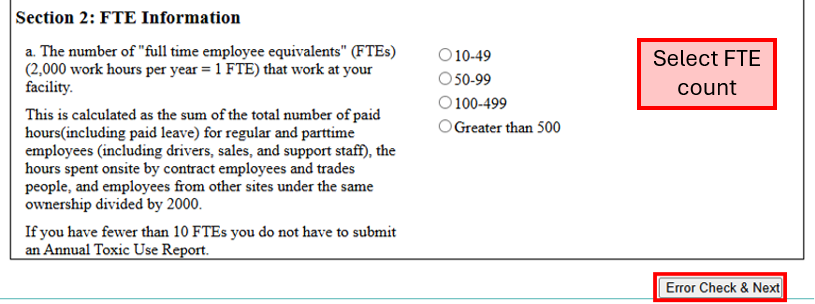 Section 2: FTE Information
a. The number of "full time employee equivalents" (FTEs)
(2,000 work hours per year = 1 FTE) that work at your
facility.
This is calculated as the sum of the total number of paid
hours(including paid leave) for regular and parttime
employees (including drivers, sales, and support staff), the
hours spent onsite by contract employees and trades
people, and employees from other sites under the same
ownership divided by 2000.
If you have fewer than 10 FTEs you do not have to submit
an Annual Toxic Use Report.
10-49
50-99
100-499
Greater than 500
Select FTE
count
Error Check & Next